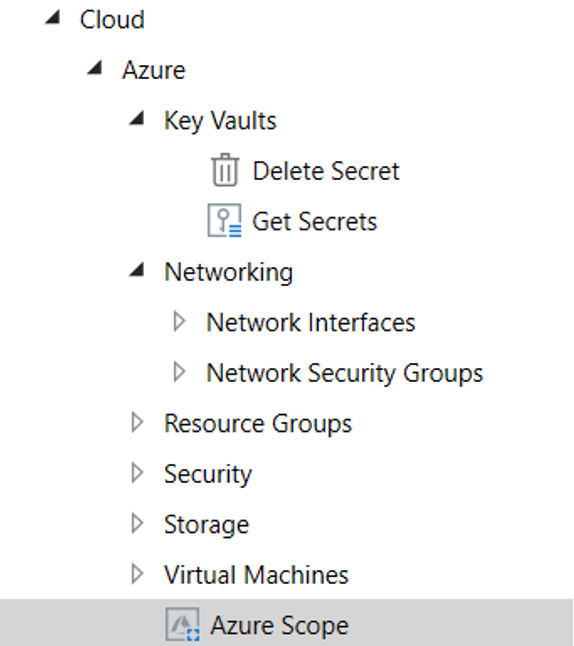 Cloud
Azure
Key Vaults
Delete Secret
Get Secrets
Networking
Network Interfaces
Network Security Groups
Resource Groups
Security
Storage
Virtual Machines
Azure Scope